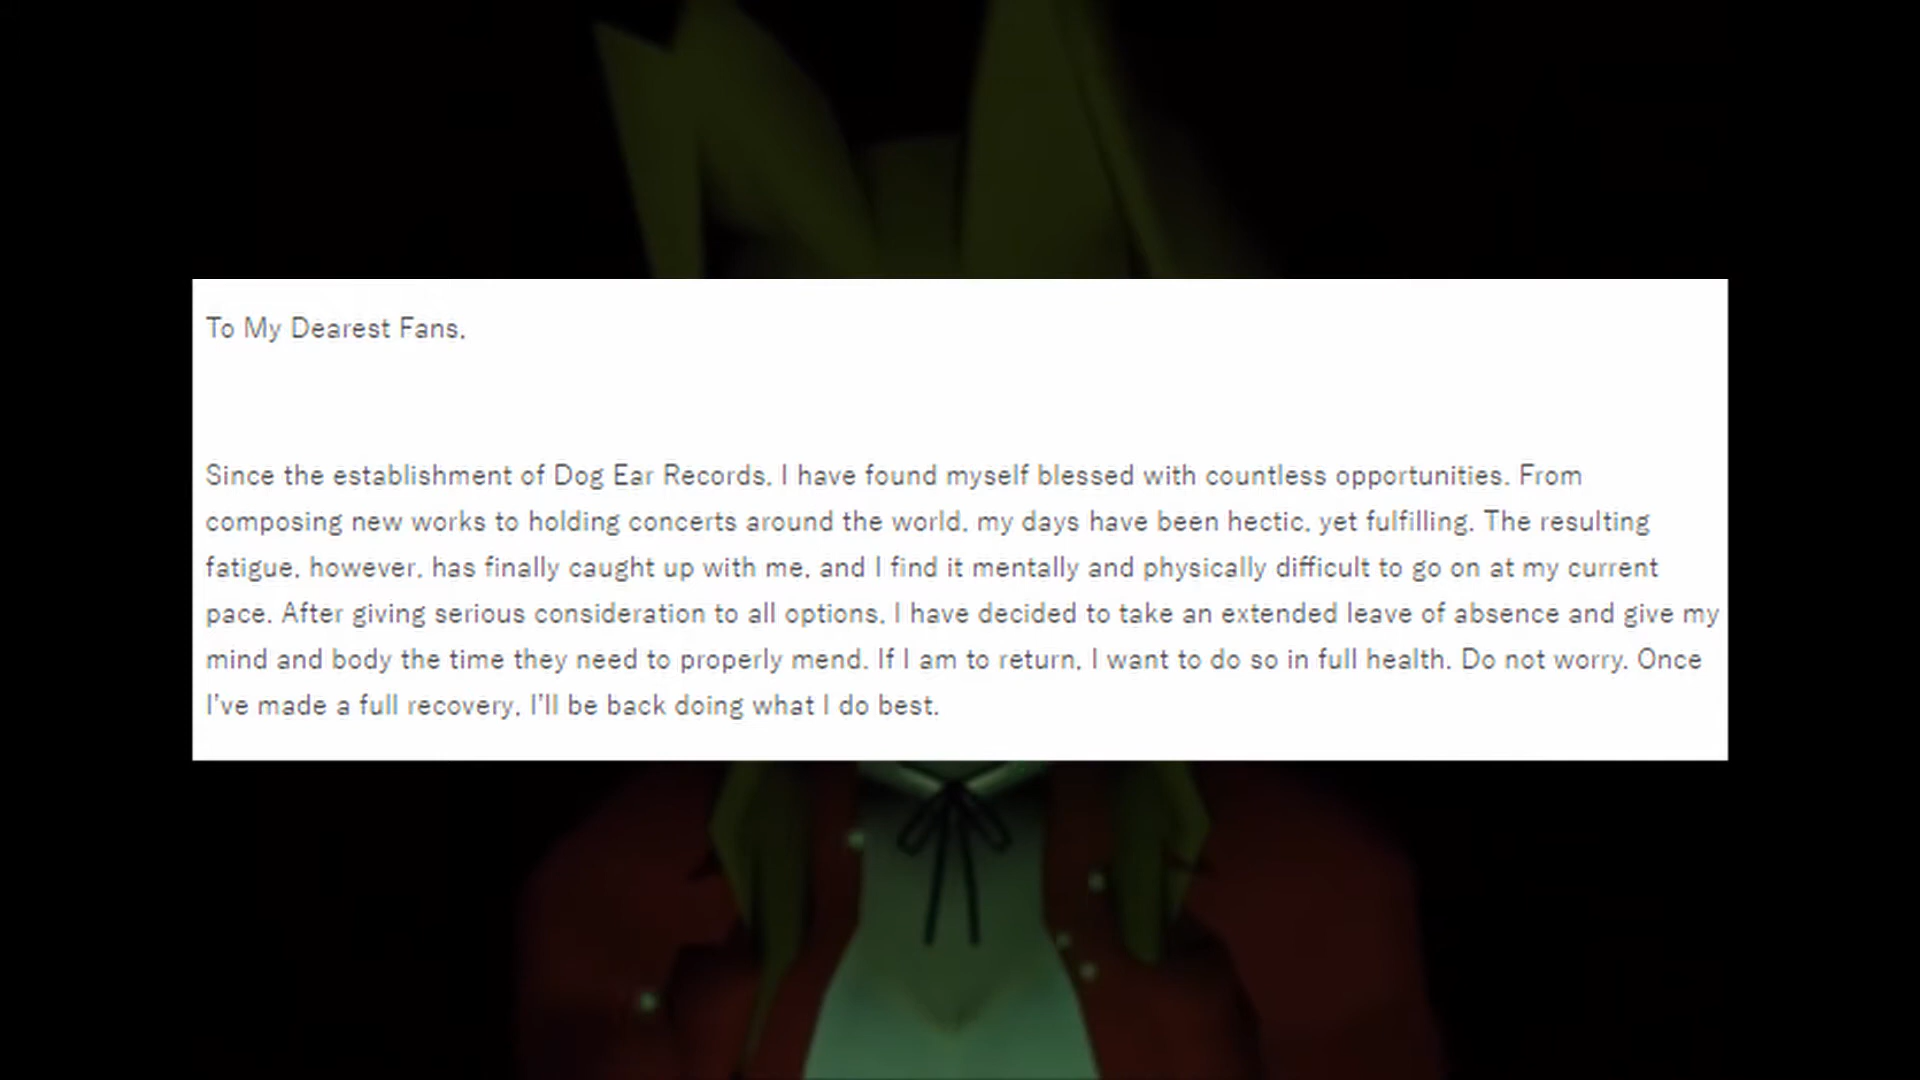 To My Dearest Fans,
Since the establishment of Dog Ear Records, I have found myself blessed with countless opportunities. From
composing new works to holding concerts around the world, my days have been hectic, yet fulfilling. The resulting
fatigue, however, has finally caught up with me, and I find it mentally and physically difficult to go on at my current
pace. After giving serious consideration to all options, I have decided to take an extended leave of absence and give my
mind and body the time they need to properly mend. If I am to return, I want to do so in full health. Do not worry. Once
I've made a full recovery, I'll be back doing what I do best.